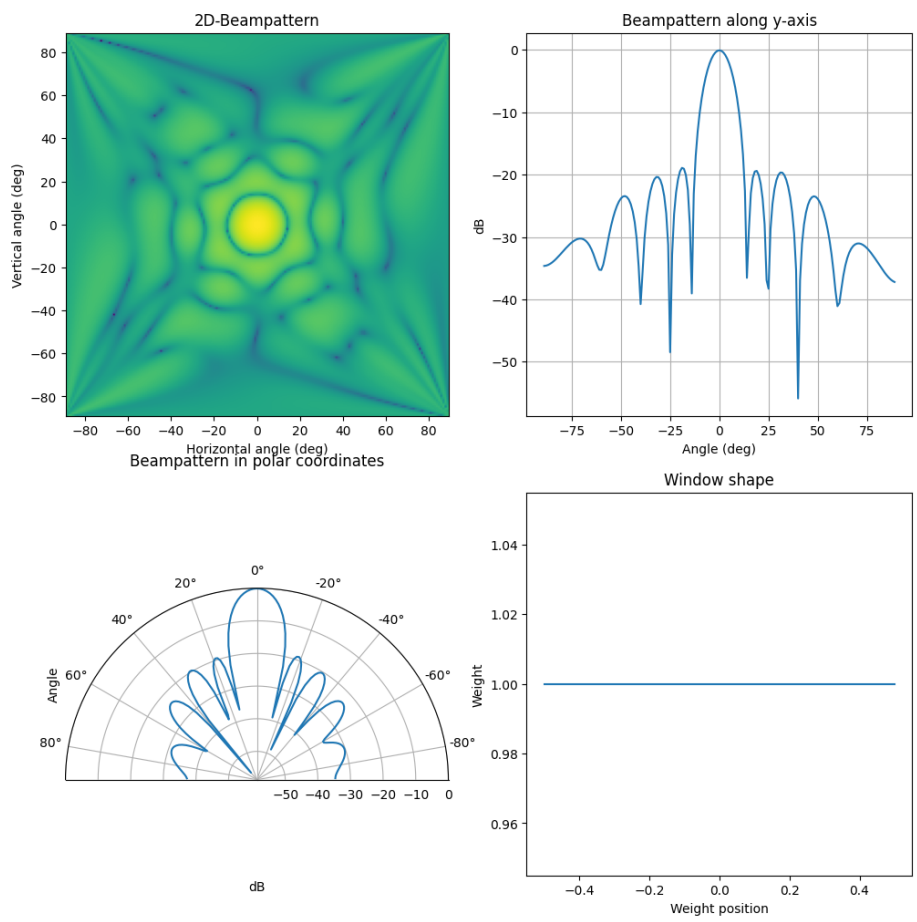 2D-Beampattern
80
60
40
20
0
−20
−40
−60
−80
Vertical angle (deg)
−80 −60 −40 −20 0 20 40 60 80
Horizontal angle (deg)
Beampattern along y-axis
0
−10
−20
−30
−40
−50
dB
−75 −50 −25 0 25 50 75
Angle (deg)
Beampattern in polar coordinates
0°
20° -20°
40° -40°
60° -60°
80° -80°
Angle
−50 −40 −30 −20 −10 0
dB
Window shape
1.04
1.02
1.00
0.98
0.96
Weight
−0.4 −0.2 0.0 0.2 0.4
Weight position